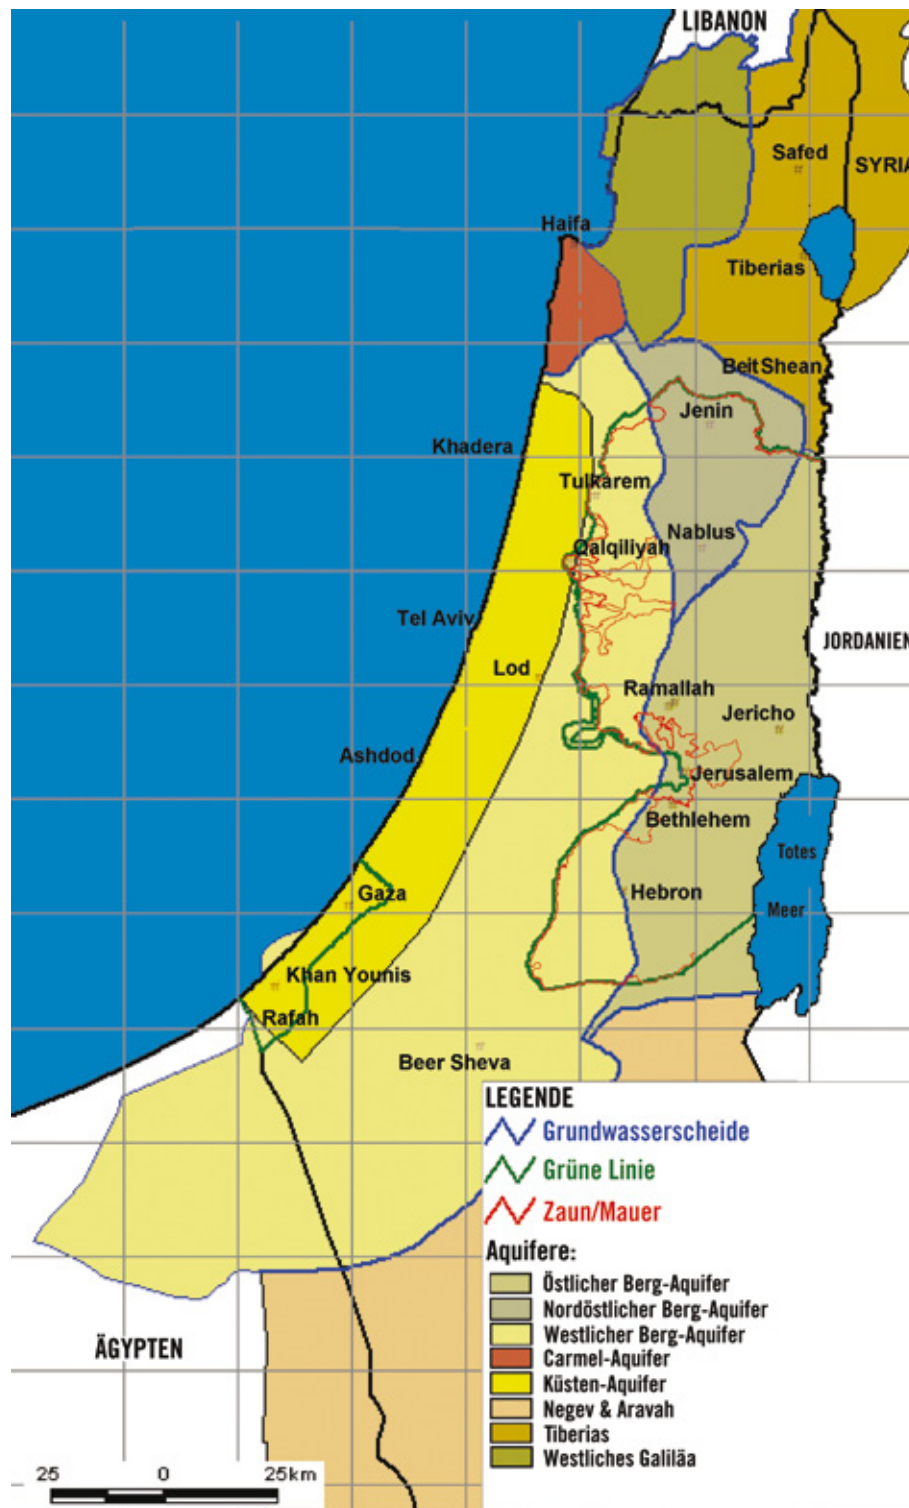 LIBANON
Safed
SYRIA
Haifa
Tiberias
Beit Shean
Jenin
Khadera
Tulkarem
Nablus
Qalqiliyah
Tel Aviv
JORDANIEN
Lod
Ramallah
Jericho
Ashdod
Jerusalem
Bethlehem
Totes
Gaza
Hebron
Meer
Khan Younis
Rafah
Beer Sheva
LEGENDE
Grundwasserscheide
Grüne Linie
Zaun/Mauer
Aquifere:
Östlicher Berg-Aquifer
Nordöstlicher Berg-Aquifer
Westlicher Berg-Aquifer
Carmel-Aquifer
Küsten-Aquifer
Negev & Aravah
Tiberias
Westliches Galiläa
ÄGYPTEN
25 0 25km